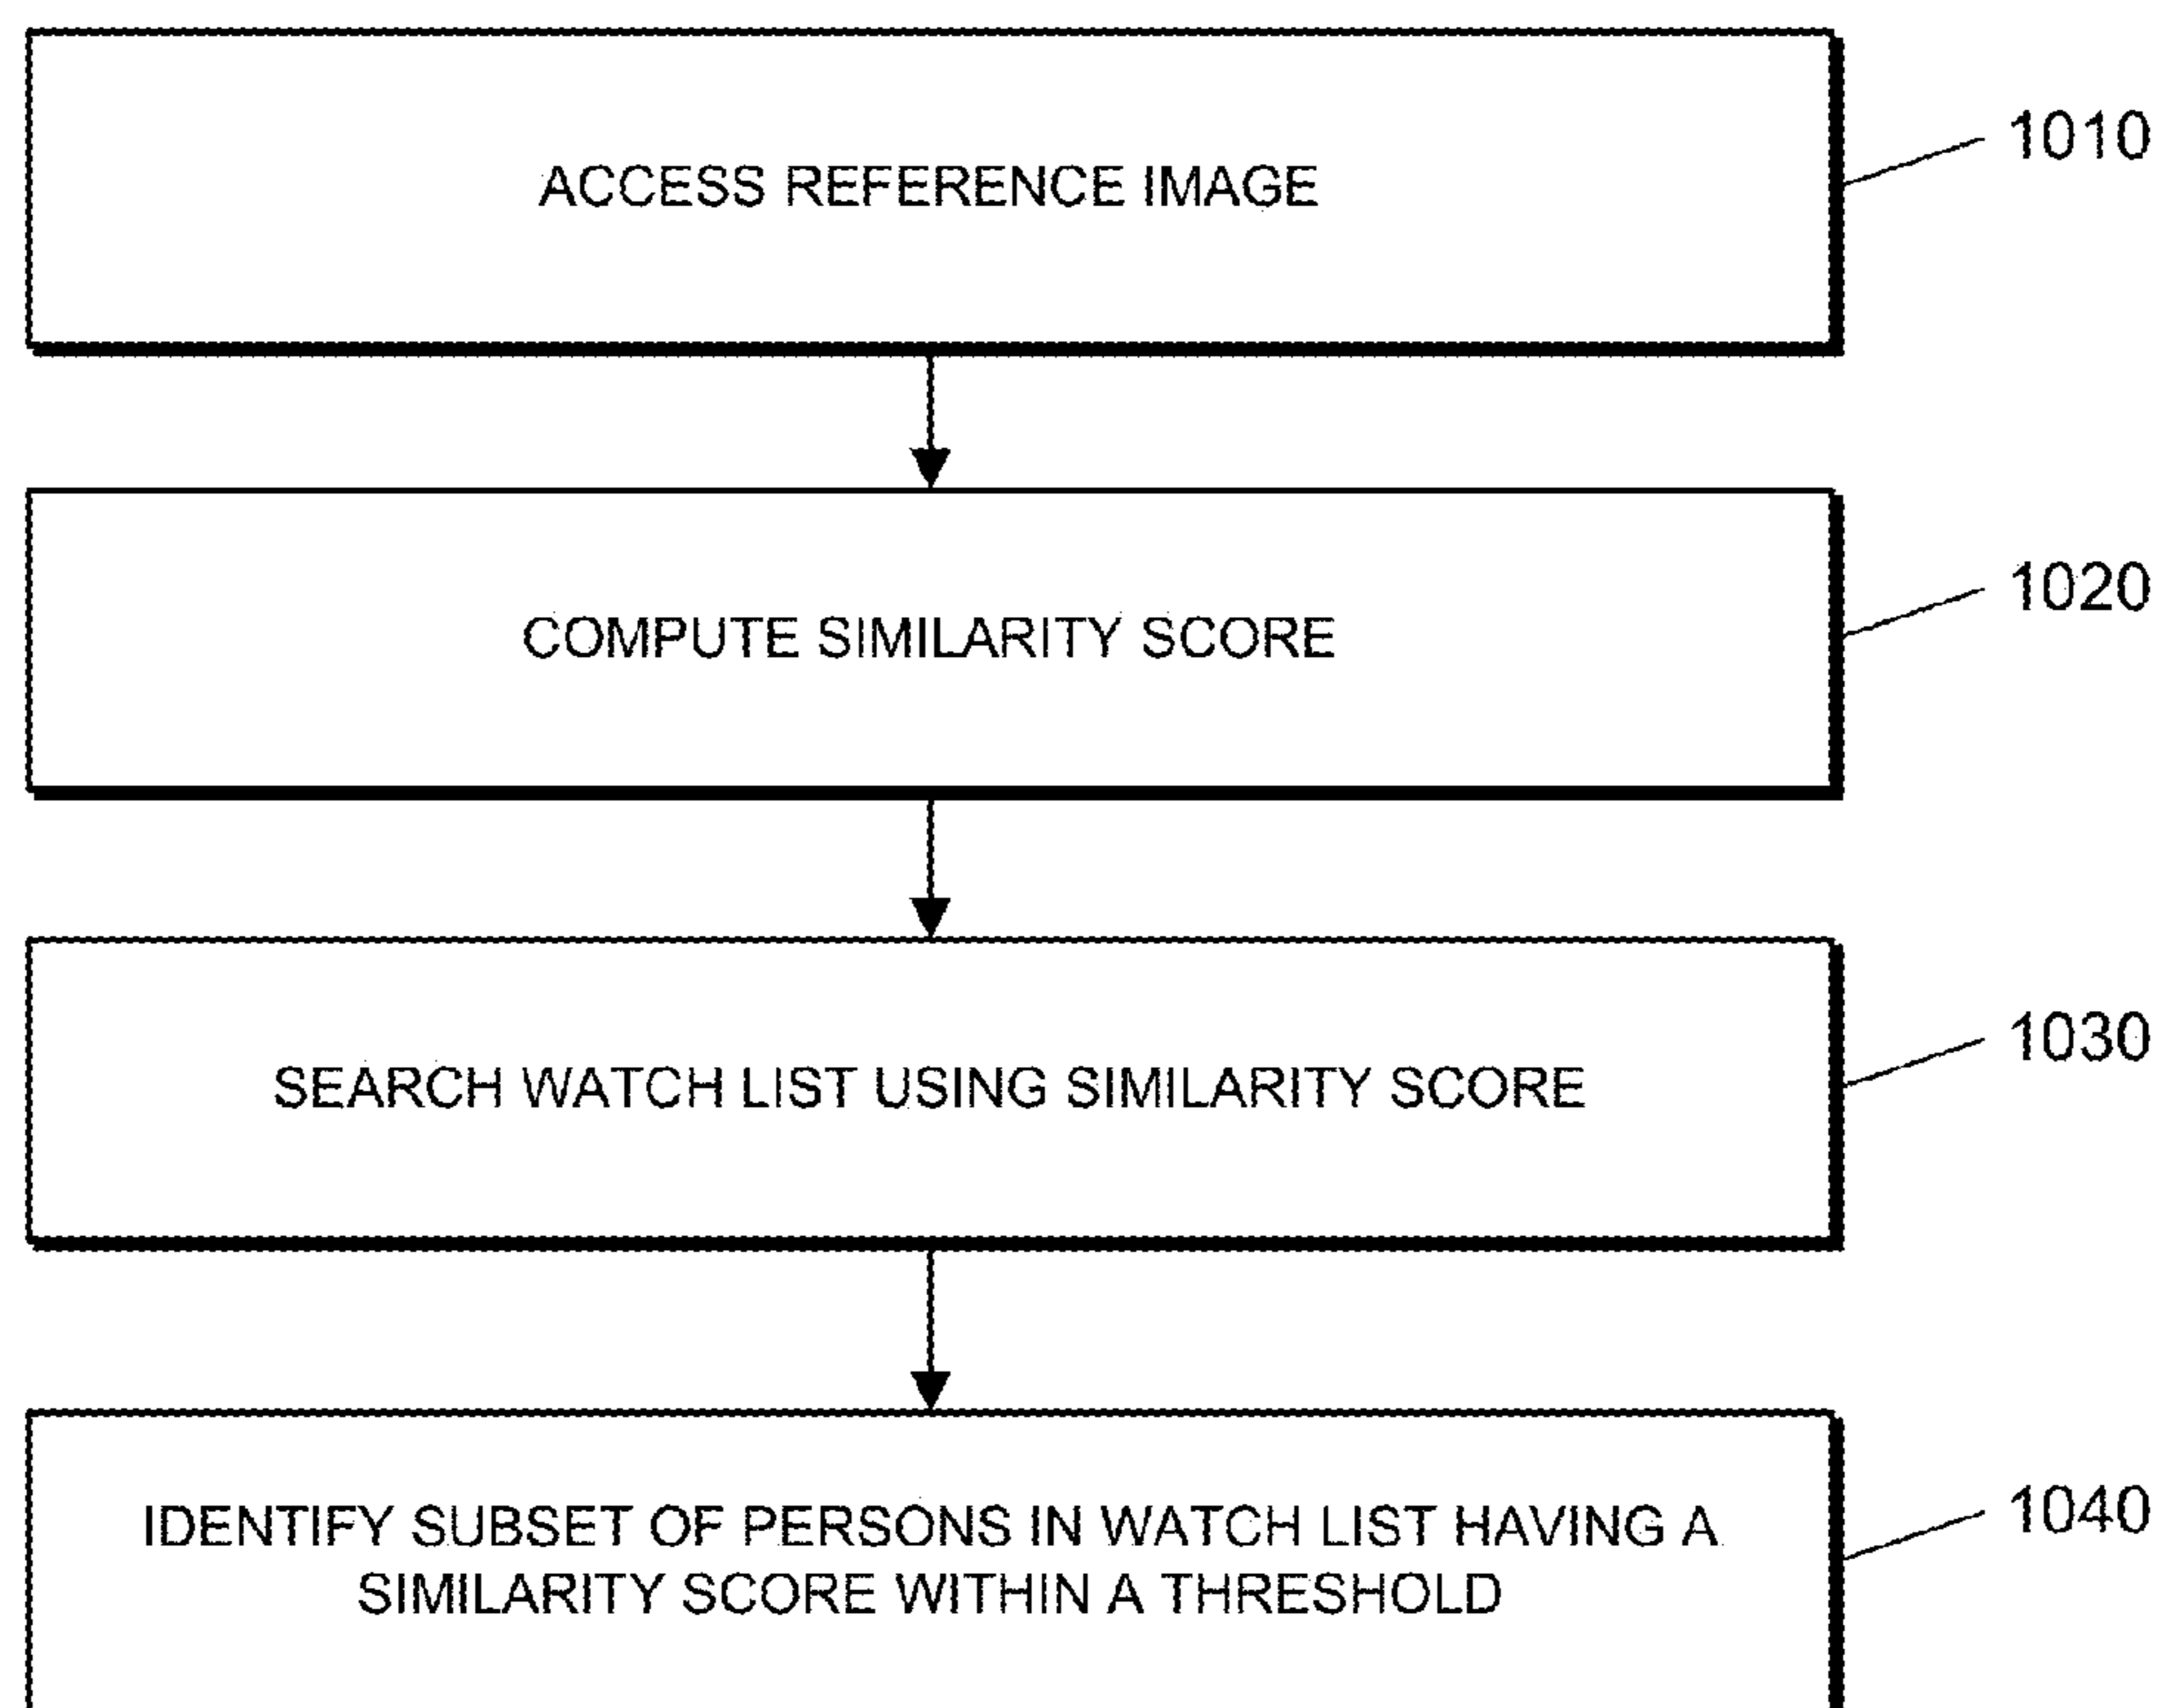 ACCESS REFERENCE IMAGE
1010
COMPUTE SIMILARITY SCORE
1020
SEARCH WATCH LIST USING SIMILARITY SCORE
1030
IDENTIFY SUBSET OF PERSONS IN WATCH LIST HAVING A
SIMILARITY SCORE WITHIN A THRESHOLD
1040